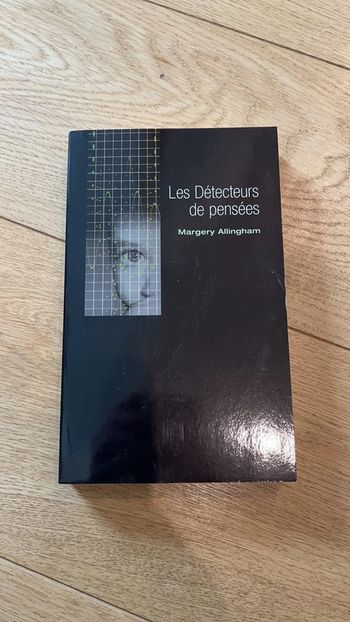 Les Détecteurs
de pensées
Margery Allingham